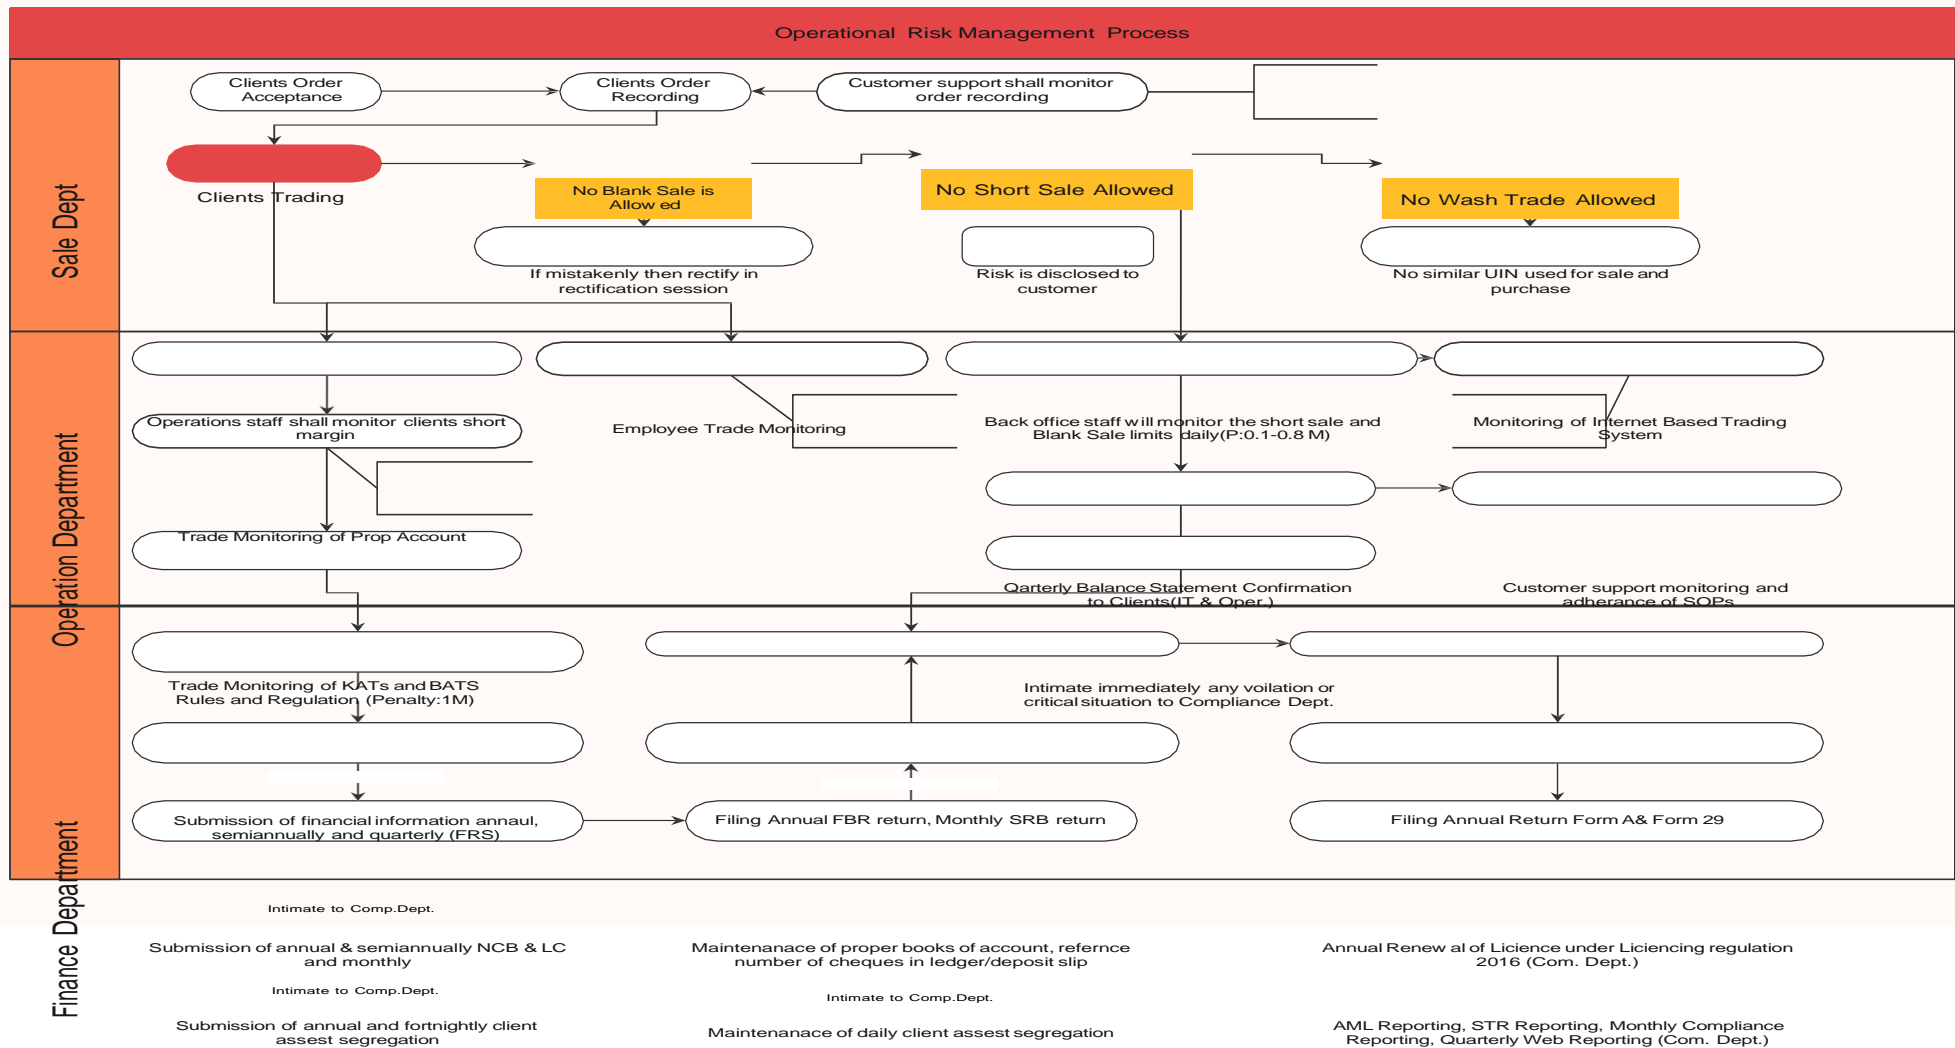 Operational Risk Management Process
Sale Dept
Clients Order
Acceptance
Clients Order
Recording
Customer support shall monitor
order recording
Clients Trading
No Blank Sale is
Allow ed
No Short Sale Allowed
No Wash Trade Allowed
If mistakenly then rectify in
rectification session
Risk is disclosed to
customer
No similar UIN used for sale and
purchase
Operation Department
Operations staff shall monitor clients short
margin
Employee Trade Monitoring
Back office staff will monitor the short sale and
Blank Sale limits daily(P:0.1-0.8 M)
Monitoring of Internet Based Trading
System
Trade Monitoring of Prop Account
Qarterly Balance Statement Confirmation
to Clients(IT & Oper.)
Customer support monitoring and
adherance of SOPs
Finance Department
Trade Monitoring of KATs and BATS
Rules and Regulation (Penalty:1M)
Intimate immediately any voilation or
critical situation to Compliance Dept.
Submission of financial information annaul,
semiannually and quarterly (FRS)
Filing Annual FBR return, Monthly SRB return
Filing Annual Return Form A& Form 29
Intimate to Comp.Dept.
Submission of annual & semiannually NCB & LC
and monthly
Maintenanace of proper books of account, refernce
number of cheques in ledger/deposit slip
Annual Renew al of Licience under Liciencing regulation
2016 (Com. Dept.)
Intimate to Comp.Dept.
Intimate to Comp.Dept.
Submission of annual and fortnightly client
assest segregation
Maintenanace of daily client assest segregation
AML Reporting, STR Reporting, Monthly Compliance
Reporting, Quarterly Web Reporting (Com. Dept.)